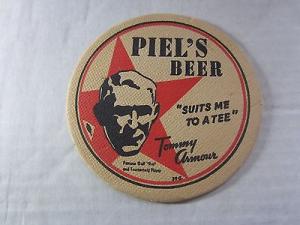 PIEL'S
BEER
"SUITS ME
TO A TEE"
Tommy
Armour
Famous Golf "Pro"
and Tournament Player